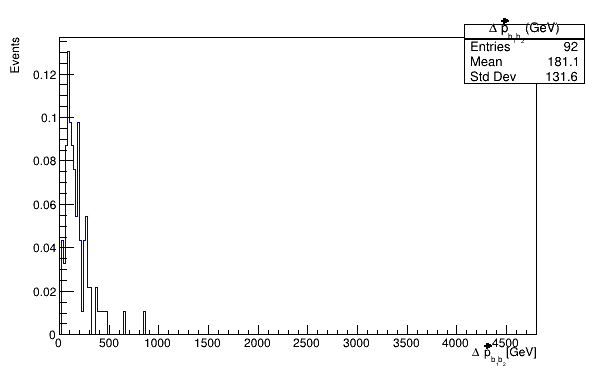 Δ p⃗ b₁b₂ (GeV)
Entries 92
Mean 181.1
Std Dev 131.6
Events
0.12
0.1
0.08
0.06
0.04
0.02
0
0 500 1000 1500 2000 2500 3000 3500 4000 4500
Δ p⃗ b₁b₂ [GeV]